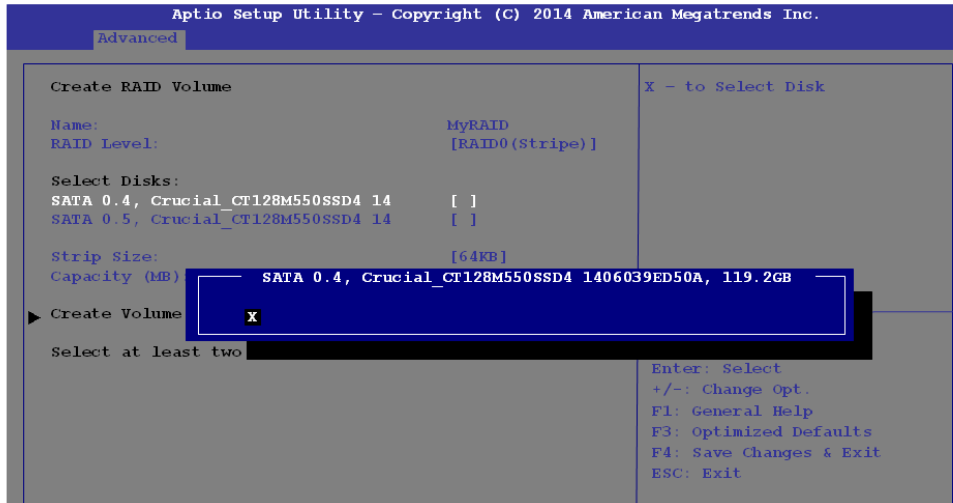 Aptio Setup Utility – Copyright (C) 2014 American Megatrends Inc.
Advanced
Create RAID Volume
Name: MyRAID
RAID Level: [RAID0(Stripe)]
Select Disks:
SATA 0.4, Crucial_CT128M550SSD4 14 [ ]
SATA 0.5, Crucial_CT128M550SSD4 14 [ ]
Strip Size: [64KB]
Capacity (MB):
Create Volume
Select at least two
SATA 0.4, Crucial_CT128M550SSD4 1406039ED50A, 119.2GB
X
X – to Select Disk
Enter: Select
+/-: Change Opt.
F1: General Help
F3: Optimized Defaults
F4: Save Changes & Exit
ESC: Exit